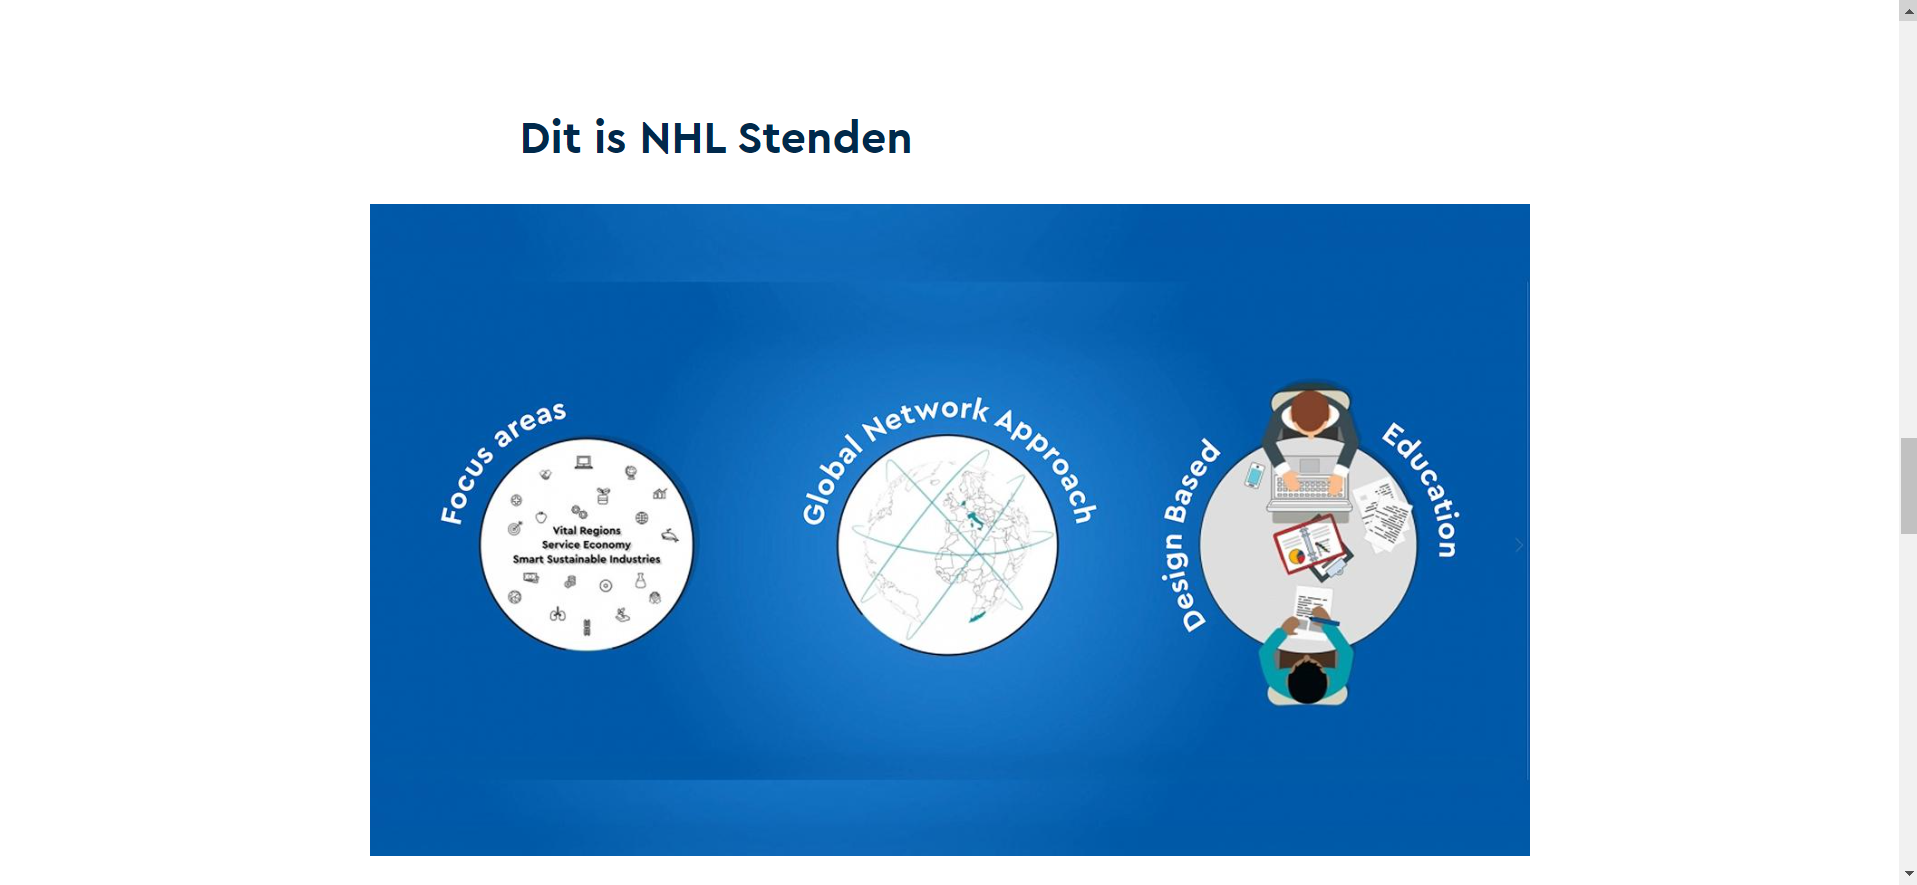 Dit is NHL Stenden
Focus areas
Vital Regions
Service Economy
Smart Sustainable Industries
Global Network Approach
Design Based Education